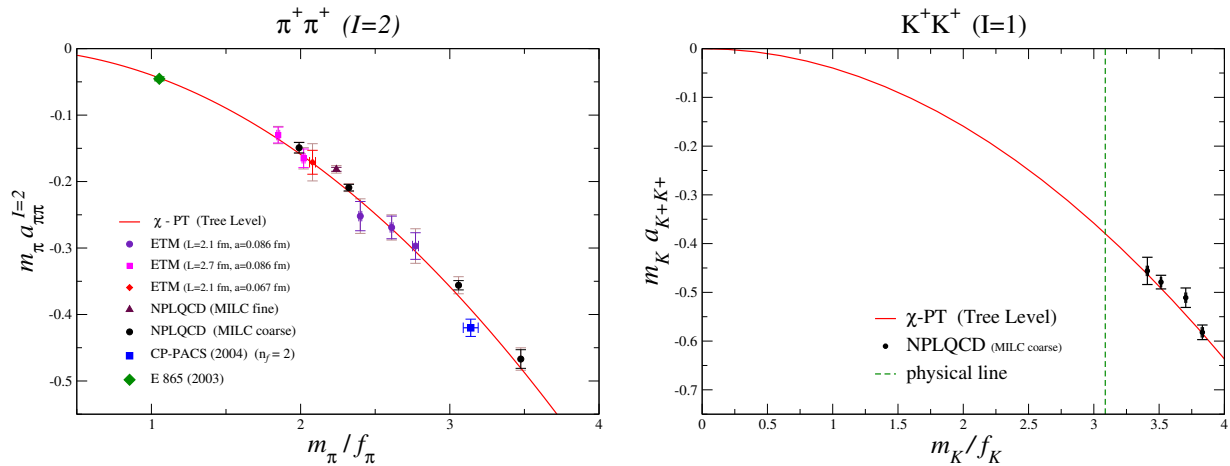 π⁺π⁺ (I=2)
0
-0.1
-0.2
-0.3
-0.4
-0.5
m_π a_ππ^{I=2}
χ - PT (Tree Level)
ETM (L=2.1 fm, a=0.086 fm)
ETM (L=2.7 fm, a=0.086 fm)
ETM (L=2.1 fm, a=0.067 fm)
NPLQCD (MILC fine)
NPLQCD (MILC coarse)
CP-PACS (2004) (n_f = 2)
E 865 (2003)
1 2 3 4
m_π / f_π
K⁺K⁺ (I=1)
0
-0.1
-0.2
-0.3
-0.4
-0.5
-0.6
-0.7
m_K a_{K+K+}
χ-PT (Tree Level)
NPLQCD (MILC coarse)
physical line
0 0.5 1 1.5 2 2.5 3 3.5 4
m_K / f_K